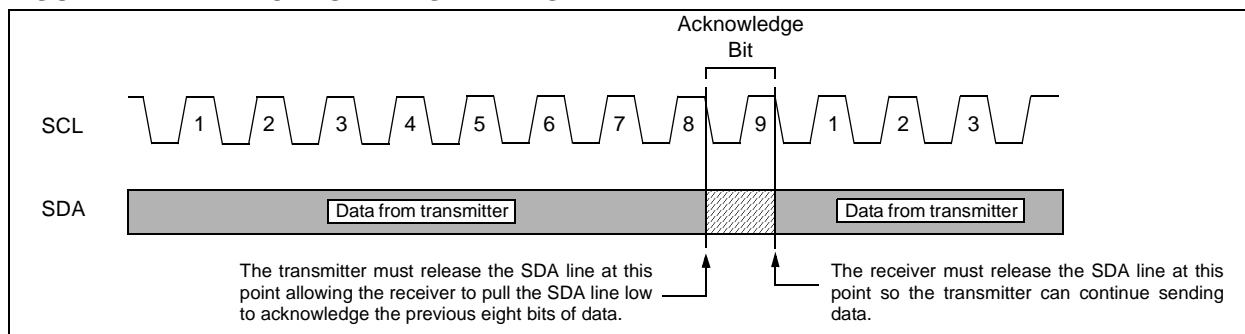 Acknowledge
Bit
SCL
1 2 3 4 5 6 7 8 9 1 2 3
SDA
Data from transmitter
Data from transmitter
The transmitter must release the SDA line at this
point allowing the receiver to pull the SDA line low
to acknowledge the previous eight bits of data.
The receiver must release the SDA line at this
point so the transmitter can continue sending
data.